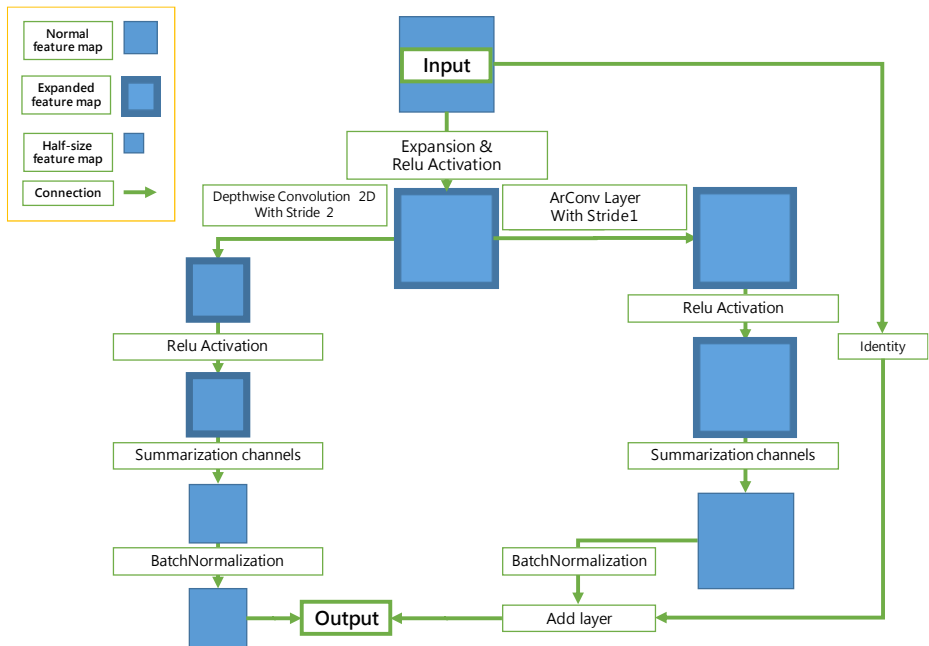 Normal
feature map
Expanded
feature map
Half-size
feature map
Connection
Input
Expansion &
Relu Activation
Depthwise Convolution 2D
With Stride 2
ArConv Layer
With Stride1
Relu Activation
Relu Activation
Identity
Summarization channels
Summarization channels
BatchNormalization
BatchNormalization
Output
Add layer